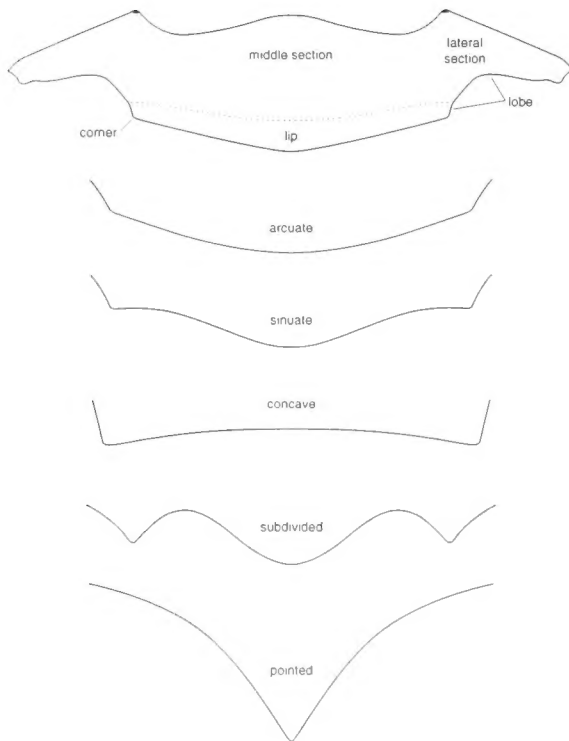 middle section
lateral
section
lobe
corner
lip
arcuate
sinuate
concave
subdivided
pointed